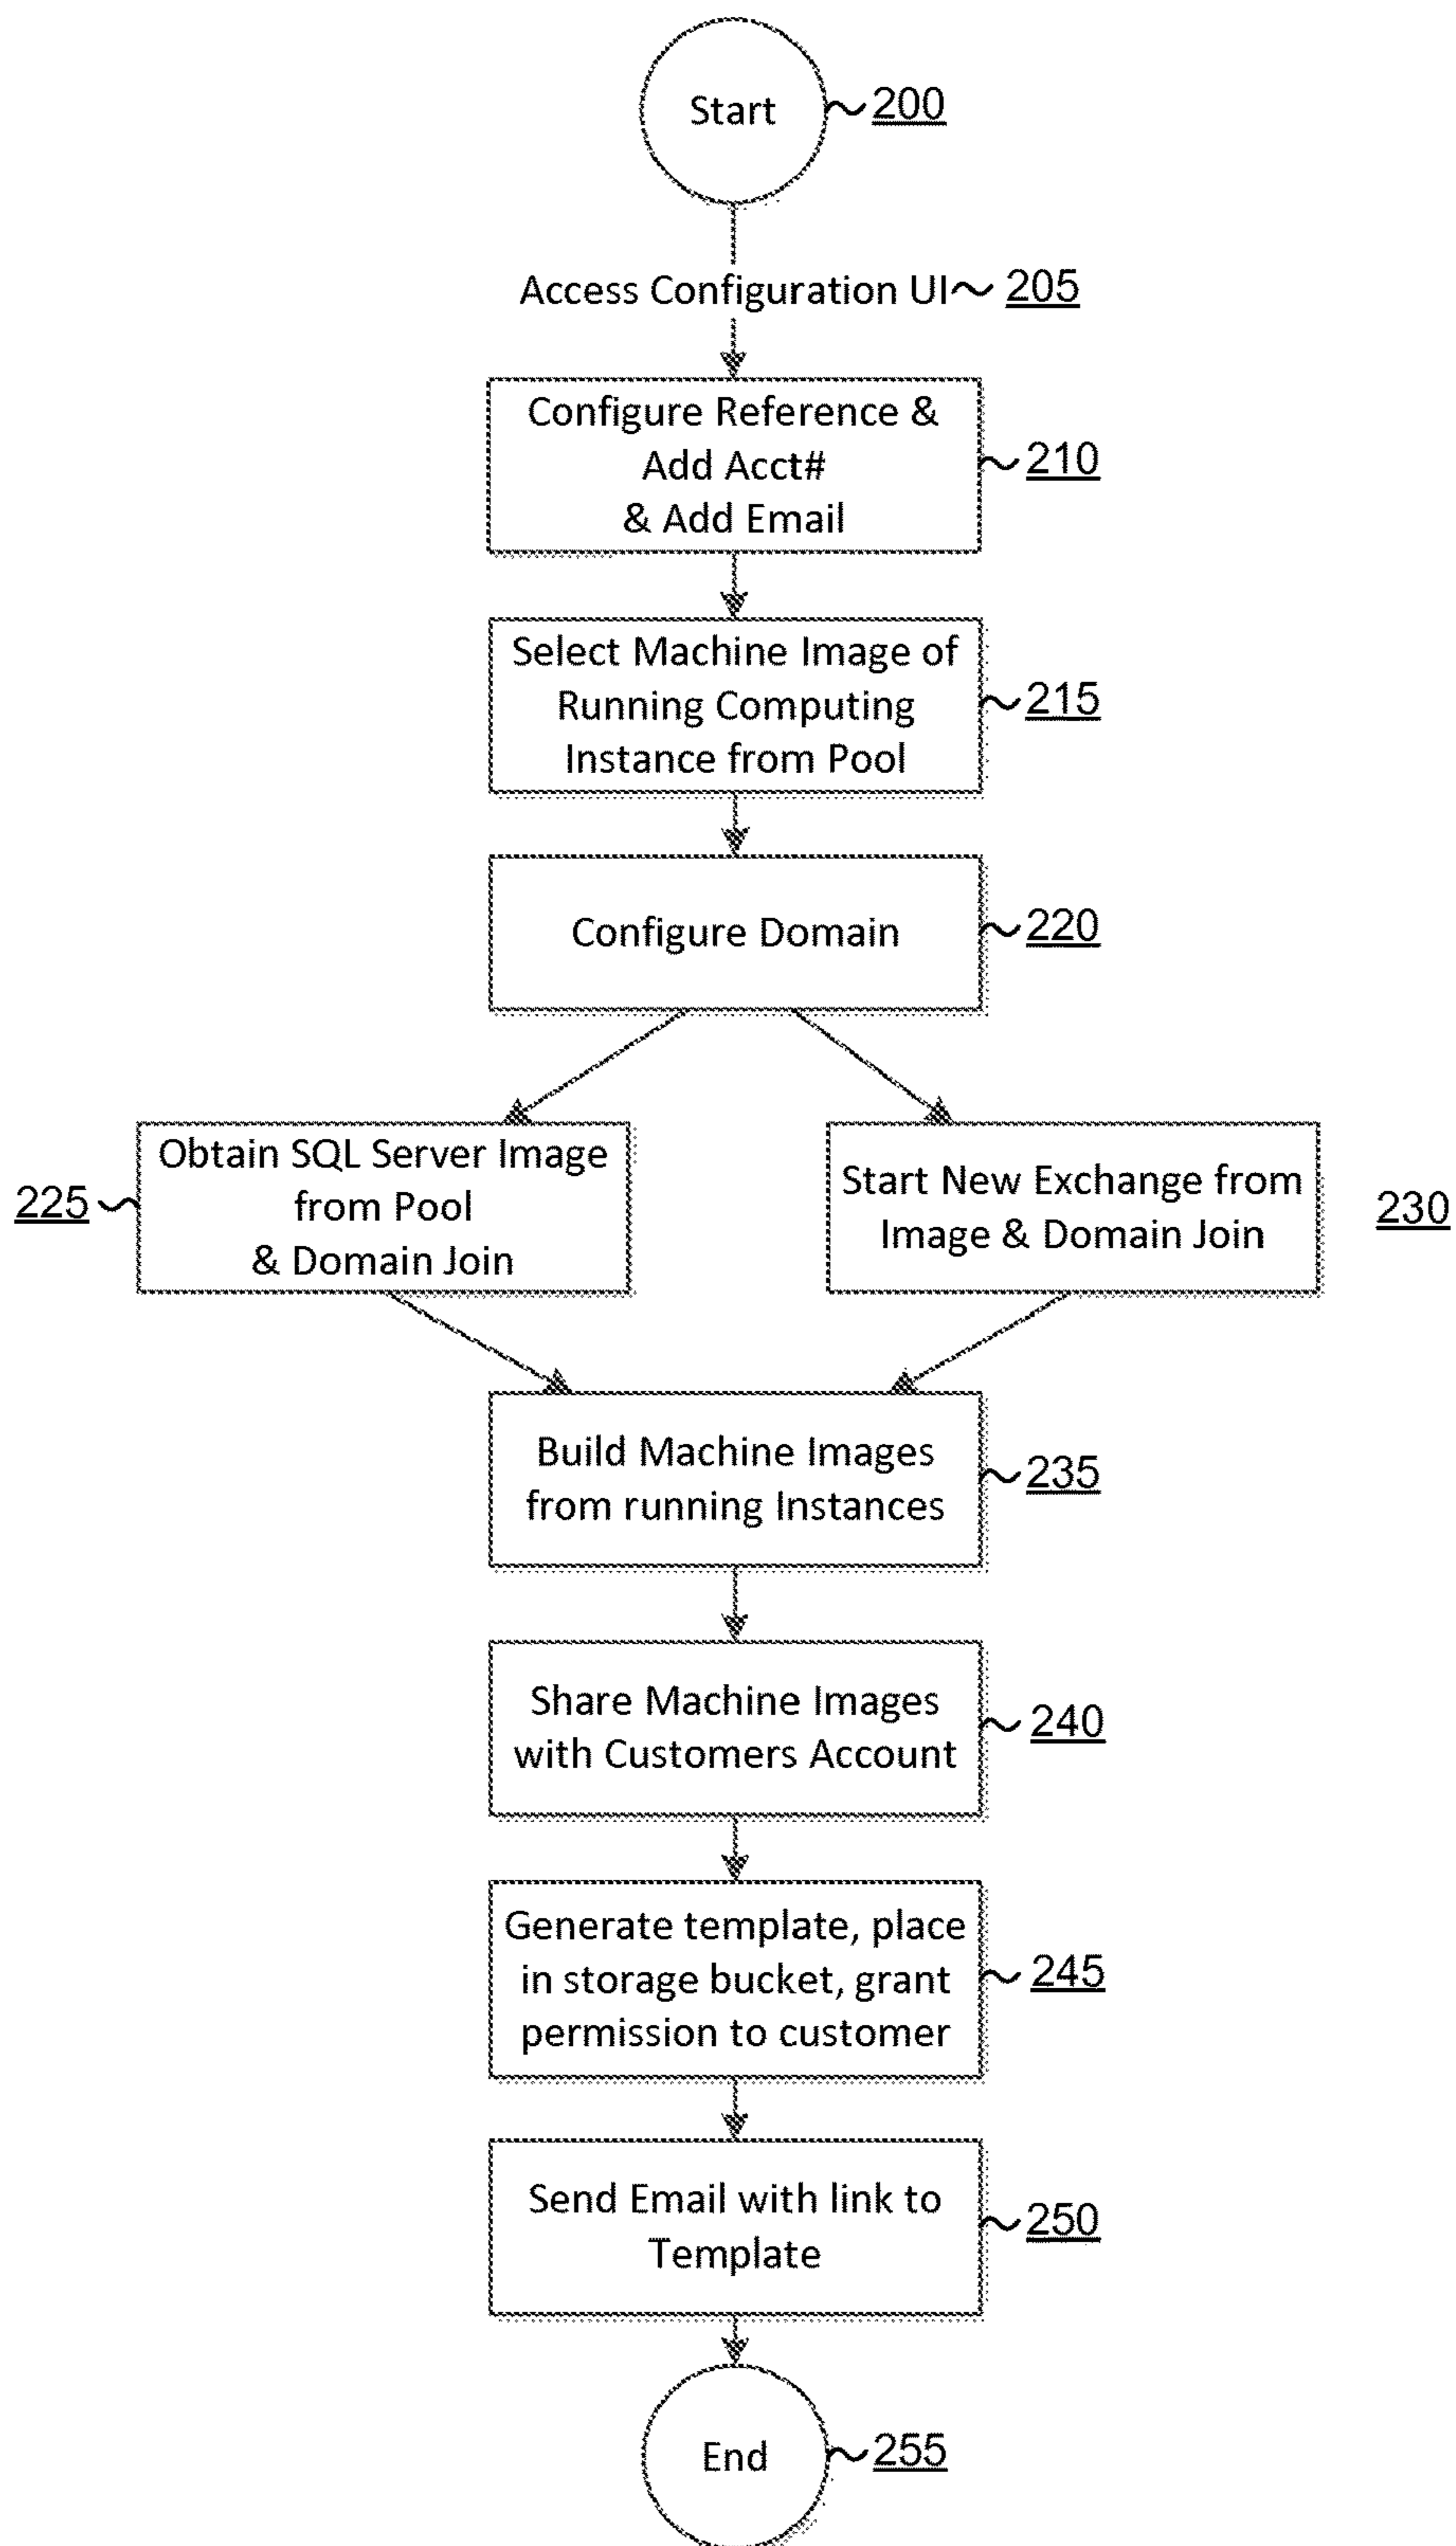 Start
200
Access Configuration UI
205
Configure Reference &
Add Acct#
& Add Email
210
Select Machine Image of
Running Computing
Instance from Pool
215
Configure Domain
220
Obtain SQL Server Image
from Pool
& Domain Join
225
Start New Exchange from
Image & Domain Join
230
Build Machine Images
from running Instances
235
Share Machine Images
with Customers Account
240
Generate template, place
in storage bucket, grant
permission to customer
245
Send Email with link to
Template
250
End
255